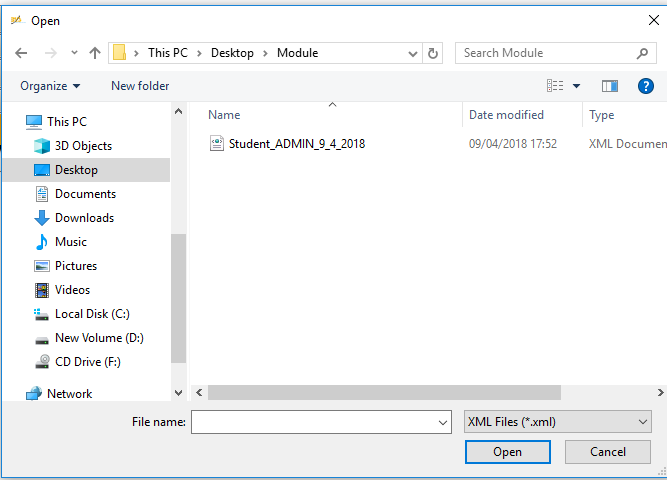 Open
This PC > Desktop > Module
Search Module
Organize
New folder
This PC
3D Objects
Desktop
Documents
Downloads
Music
Pictures
Videos
Local Disk (C:)
New Volume (D:)
CD Drive (F:)
Network
Name Date modified Type
Student_ADMIN_9_4_2018 09/04/2018 17:52 XML Documen
File name:
XML Files (*.xml)
Open Cancel